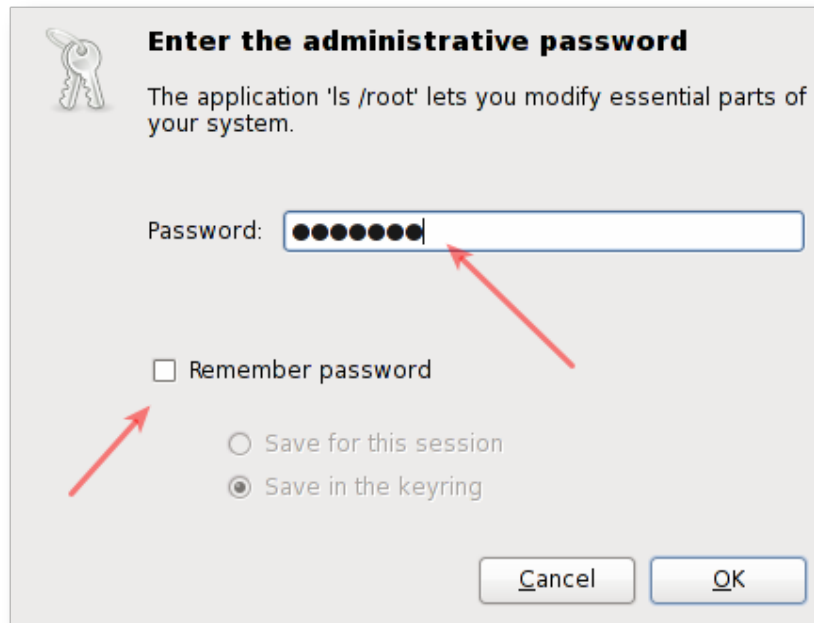 Enter the administrative password
The application 'ls /root' lets you modify essential parts of
your system.
Password: ●●●●●●●
Remember password
Save for this session
Save in the keyring
Cancel OK